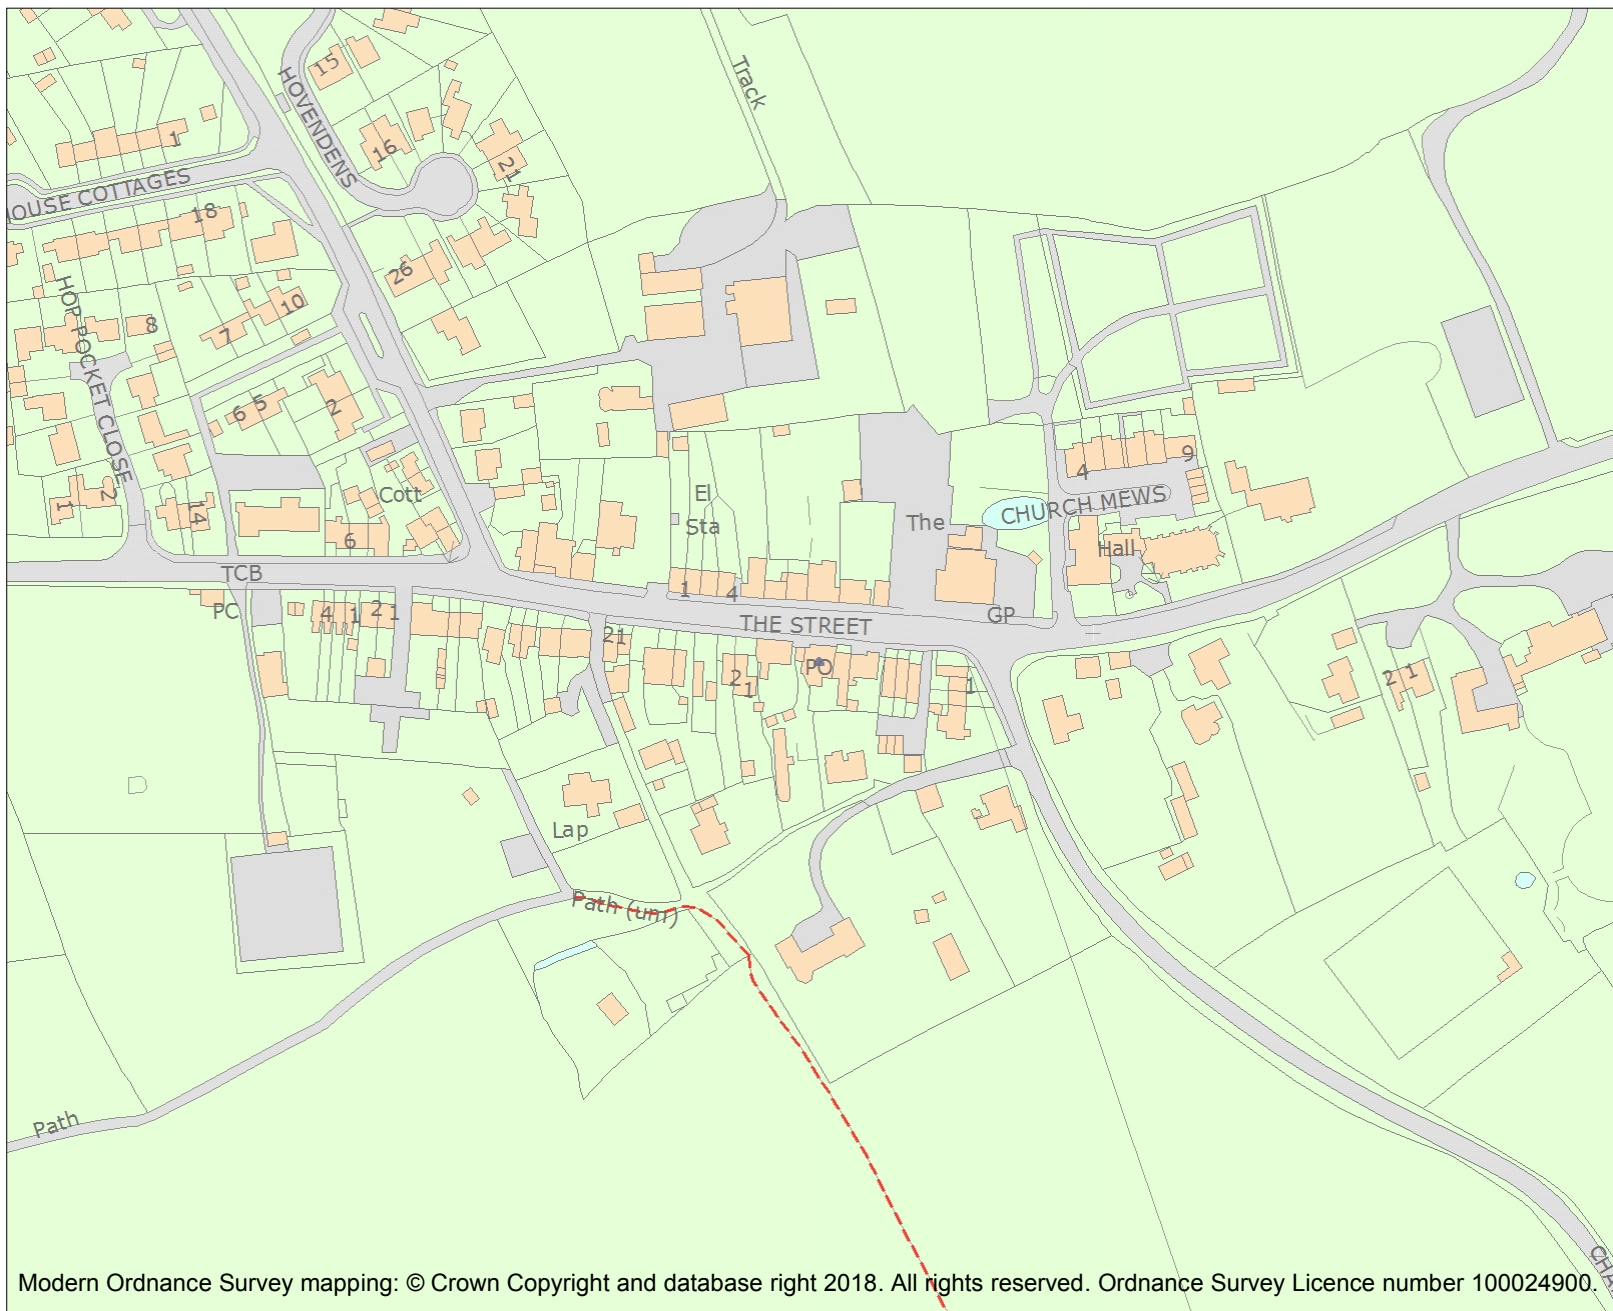 15
HOVENDENS
Track
1
16
21
OUSE COTTAGES
18
26
HOP POCKET CLOSE
8
7
10
6 5
2
9
4
1
2
14
Cott
El
Sta
CHURCH MEWS
The
6
Hall
TCB
1
4
PC
4
1
2
1
THE STREET
GP
21
PO
2
1
1
2
1
Lap
Path (um)
Path
CHA
Modern Ordnance Survey mapping: © Crown Copyright and database right 2018. All rights reserved. Ordnance Survey Licence number 100024900.